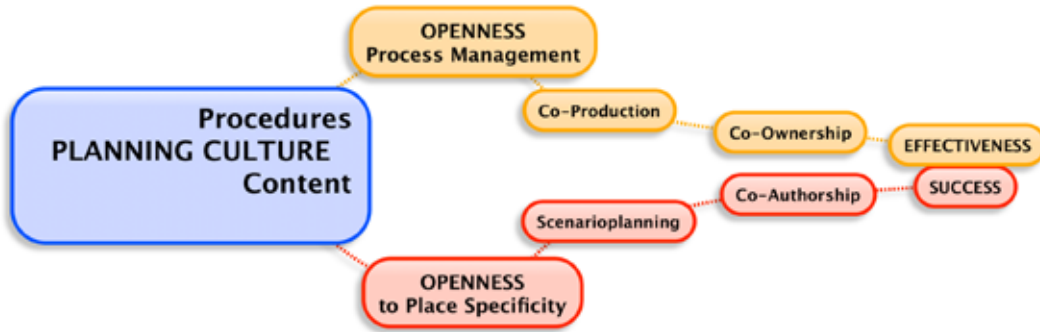 OPENNESS
Process Management
Procedures
PLANNING CULTURE
Content
Co-Production
Co-Ownership
EFFECTIVENESS
SUCCESS
Co-Authorship
Scenarioplanning
OPENNESS
to Place Specificity